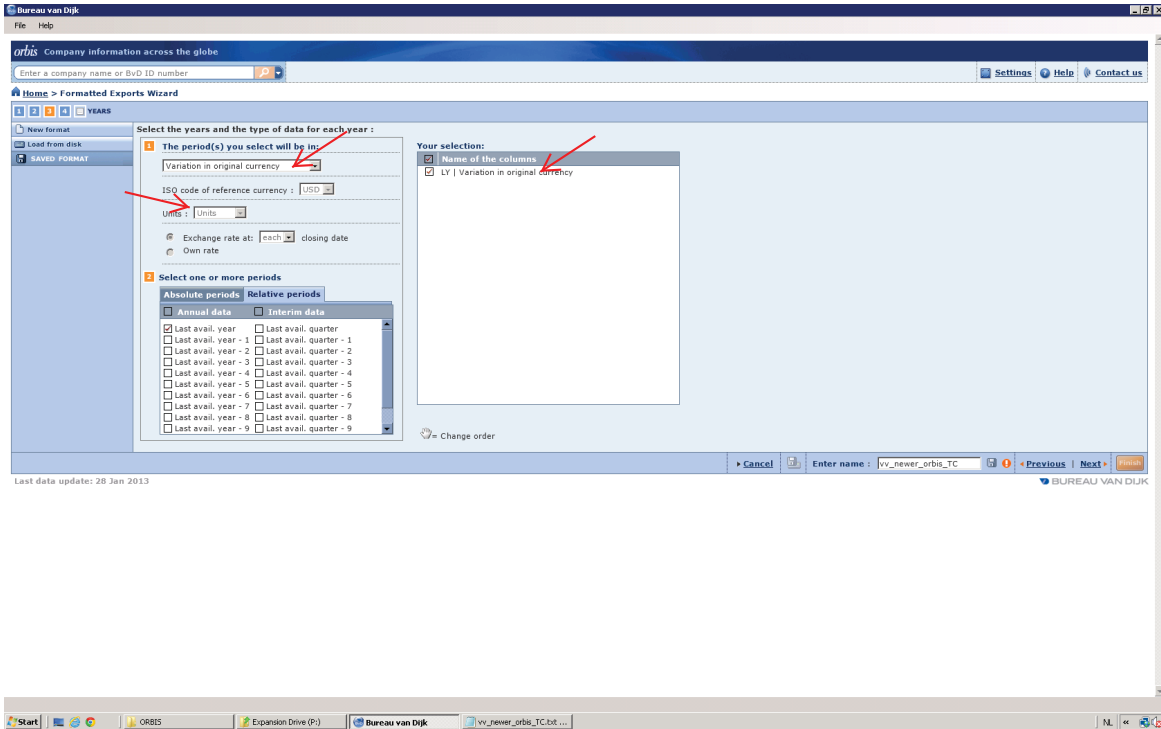 Bureau van Dijk
File Help
orbis Company information across the globe
Enter a company name or BvD ID number
Settings Help Contact us
Home > Formatted Exports Wizard
1 2 3 4 YEARS
New format
Load from disk
SAVED FORMAT
Select the years and the type of data for each year :
1 The period(s) you select will be in:
Variation in original currency
ISO code of reference currency : USD
Units : Units
Exchange rate at: each closing date
Own rate
2 Select one or more periods
Absolute periods Relative periods
Annual data Interim data
Last avail. year Last avail. quarter
Last avail. year - 1 Last avail. quarter - 1
Last avail. year - 2 Last avail. quarter - 2
Last avail. year - 3 Last avail. quarter - 3
Last avail. year - 4 Last avail. quarter - 4
Last avail. year - 5 Last avail. quarter - 5
Last avail. year - 6 Last avail. quarter - 6
Last avail. year - 7 Last avail. quarter - 7
Last avail. year - 8 Last avail. quarter - 8
Last avail. year - 9 Last avail. quarter - 9
Your selection:
Name of the columns
LY | Variation in original currency
= Change order
Cancel Enter name : vv_newer_orbis_TC Previous | Next Finish
Last data update: 28 Jan 2013
BUREAU VAN DIJK
Start ORBIS Expansion Drive (P:) Bureau van Dijk vv_newer_orbis_TC.txt ... NL «